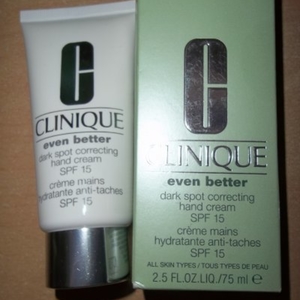 CLINIQUE
even better
dark spot correcting
hand cream
SPF 15
crème mains
hydratante anti-taches
SPF 15
CLINIQUE
even better
dark spot correcting
hand cream
SPF 15
crème mains
hydratante anti-taches
SPF 15
ALL SKIN TYPES / TOUS TYPES DE PEAU
2.5 FL.OZ.LIQ./75 ml ℮